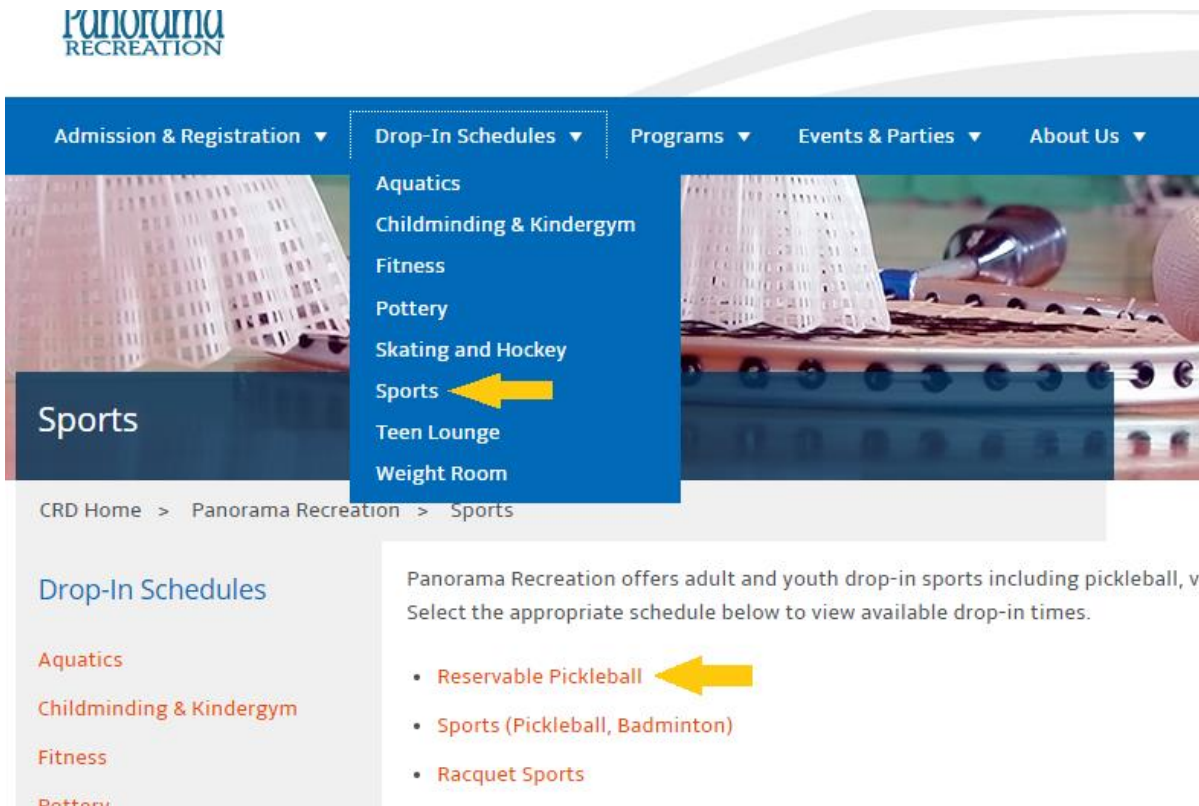 Panorama
RECREATION
Admission & Registration ▼ Drop-In Schedules ▼ Programs ▼ Events & Parties ▼ About Us ▼
Aquatics
Childminding & Kindergym
Fitness
Pottery
Skating and Hockey
Sports
Teen Lounge
Weight Room
Sports
CRD Home > Panorama Recreation > Sports
Drop-In Schedules
Aquatics
Childminding & Kindergym
Fitness
Pottery
Panorama Recreation offers adult and youth drop-in sports including pickleball, v
Select the appropriate schedule below to view available drop-in times.
• Reservable Pickleball
• Sports (Pickleball, Badminton)
• Racquet Sports